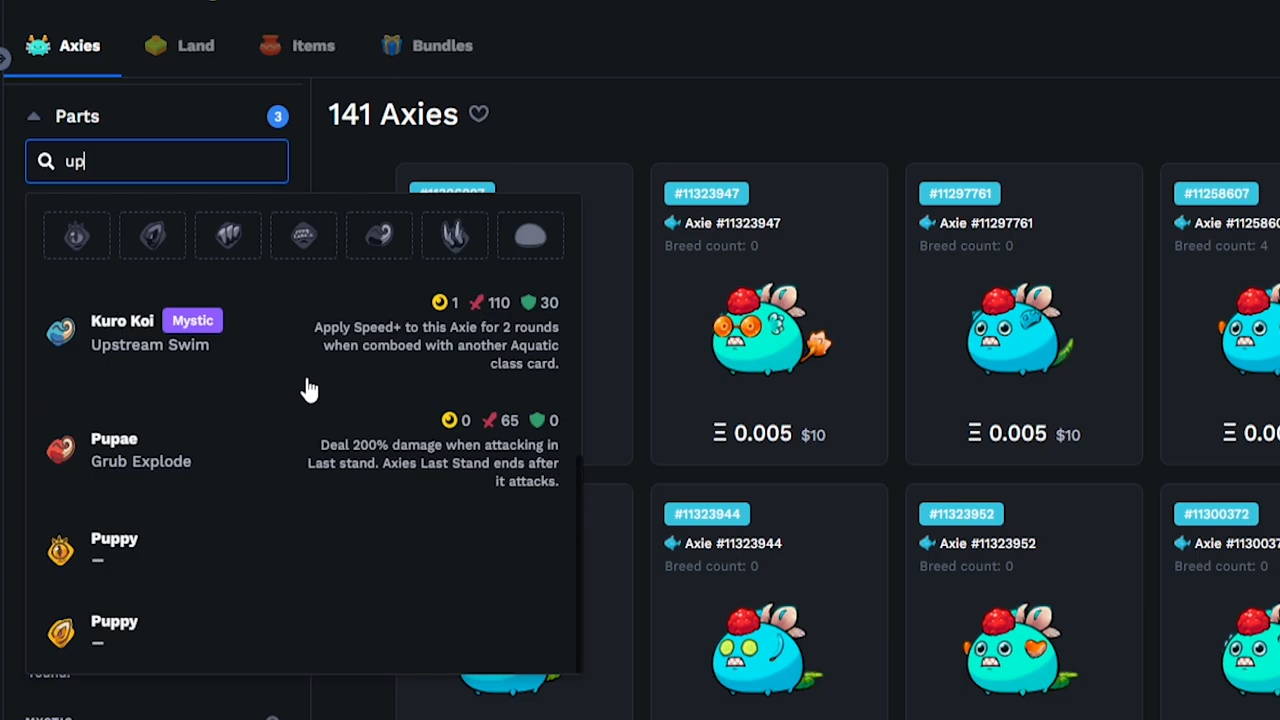 Axies
Land
Items
Bundles
Parts
3
up
141 Axies
Kuro Koi
Mystic
Upstream Swim
1 110 30
Apply Speed+ to this Axie for 2 rounds
when comboed with another Aquatic
class card.
Pupae
Grub Explode
0 65 0
Deal 200% damage when attacking in
Last stand. Axies Last Stand ends after
it attacks.
Puppy
—
Puppy
—
#11323947
Axie #11323947
Breed count: 0
Ξ 0.005 $10
#11297761
Axie #11297761
Breed count: 0
Ξ 0.005 $10
#11258607
Breed count: 4
#11323944
Axie #11323944
Breed count: 0
#11323952
Axie #11323952
Breed count: 0
#11300372
Breed count: 0